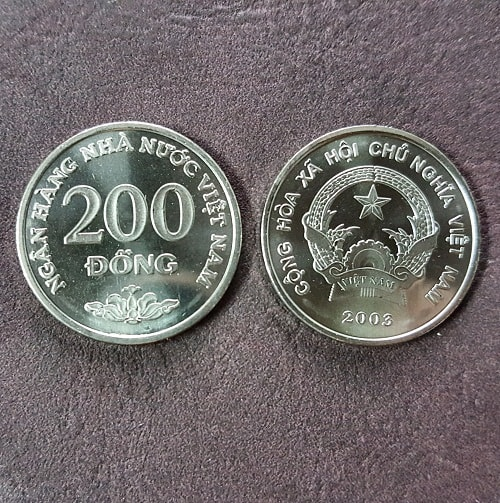 NGÂN HÀNG NHÀ NƯỚC VIỆT NAM
200
ĐỒNG
CỘNG HÒA XÃ HỘI CHỦ NGHĨA VIỆT NAM
VIỆT NAM
2003